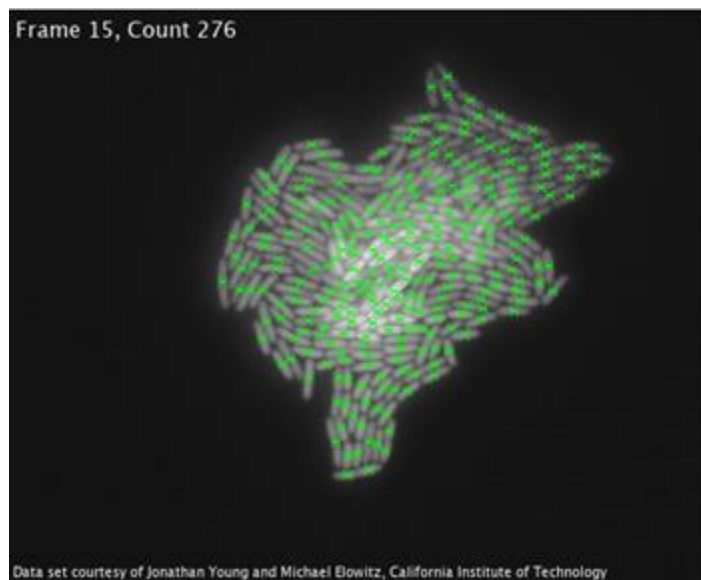 Frame 15, Count 276
Data set courtesy of Jonathan Young and Michael Elowitz, California Institute of Technology